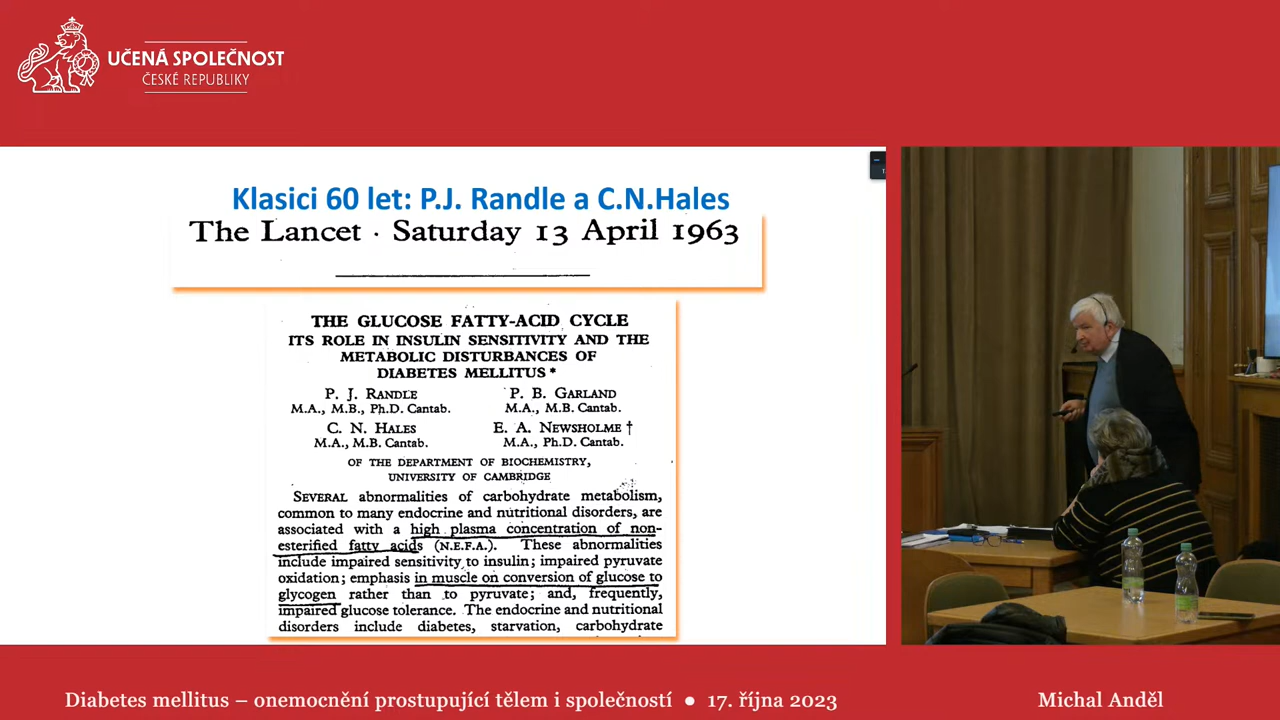 UČENÁ SPOLEČNOST
ČESKÉ REPUBLIKY
Klasici 60 let: P.J. Randle a C.N.Hales
The Lancet · Saturday 13 April 1963
THE GLUCOSE FATTY-ACID CYCLE
ITS ROLE IN INSULIN SENSITIVITY AND THE
METABOLIC DISTURBANCES OF
DIABETES MELLITUS *
P. J. RANDLE
M.A., M.B., Ph.D. Cantab.
P. B. GARLAND
M.A., M.B. Cantab.
C. N. HALES
M.A., M.B. Cantab.
E. A. NEWSHOLME †
M.A., Ph.D. Cantab.
OF THE DEPARTMENT OF BIOCHEMISTRY,
UNIVERSITY OF CAMBRIDGE
SEVERAL abnormalities of carbohydrate metabolism,
common to many endocrine and nutritional disorders, are
associated with a high plasma concentration of non-
esterified fatty acids (N.E.F.A.). These abnormalities
include impaired sensitivity to insulin; impaired pyruvate
oxidation; emphasis in muscle on conversion of glucose to
glycogen rather than to pyruvate; and, frequently,
impaired glucose tolerance. The endocrine and nutritional
disorders include diabetes, starvation, carbohydrate
Diabetes mellitus – onemocnění prostupující tělem i společností ● 17. října 2023
Michal Anděl